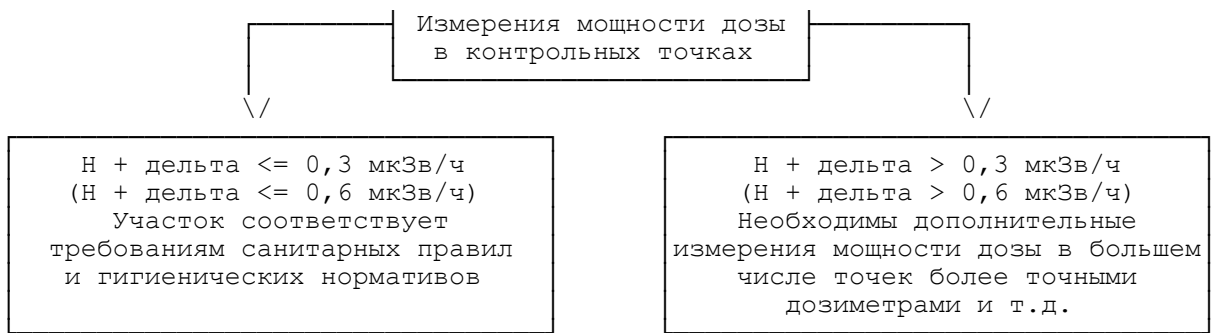 Измерения мощности дозы
в контрольных точках
\/
\/
H + дельта <= 0,3 мкЗв/ч
(H + дельта <= 0,6 мкЗв/ч)
Участок соответствует
требованиям санитарных правил
и гигиенических нормативов
H + дельта > 0,3 мкЗв/ч
(H + дельта > 0,6 мкЗв/ч)
Необходимы дополнительные
измерения мощности дозы в большем
числе точек более точными
дозиметрами и т.д.